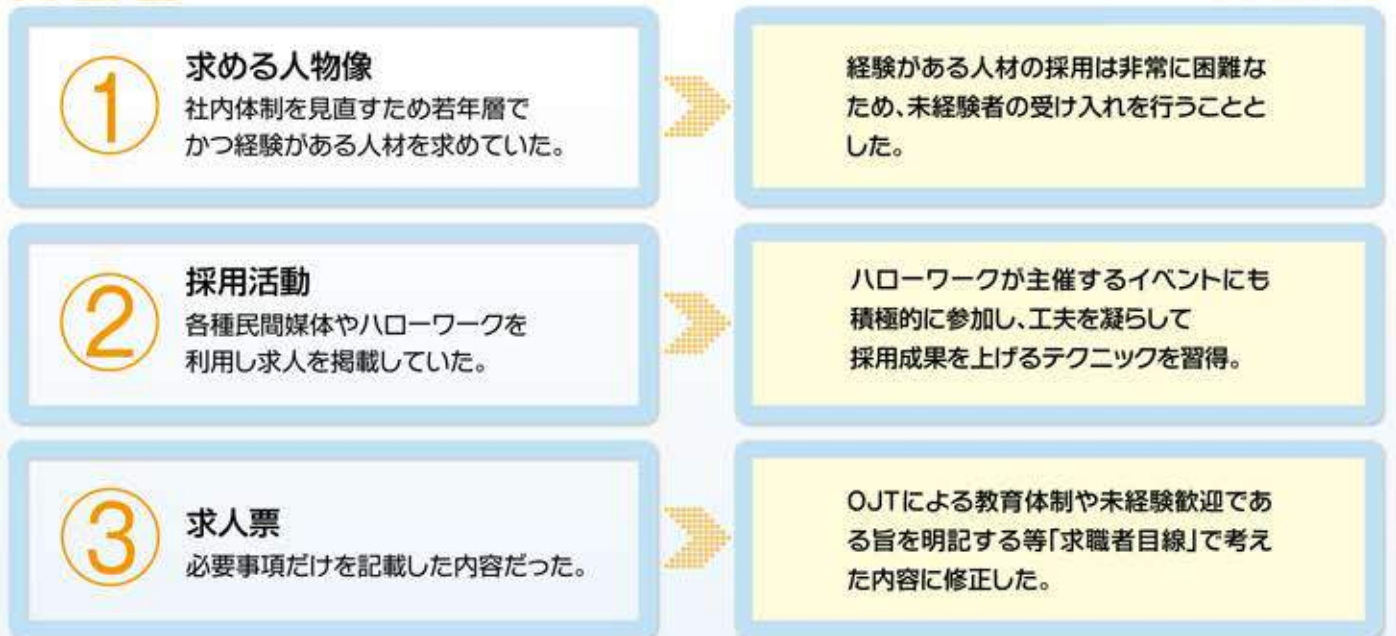 ①
求める人物像
社内体制を見直すため若年層で
かつ経験がある人材を求めていた。
経験がある人材の採用は非常に困難な
ため、未経験者の受け入れを行うことと
した。
②
採用活動
各種民間媒体やハローワークを
利用し求人を掲載していた。
ハローワークが主催するイベントにも
積極的に参加し、工夫を凝らして
採用成果を上げるテクニックを習得。
③
求人票
必要事項だけを記載した内容だった。
OJTによる教育体制や未経験歓迎であ
る旨を明記する等「求職者目線」で考え
た内容に修正した。